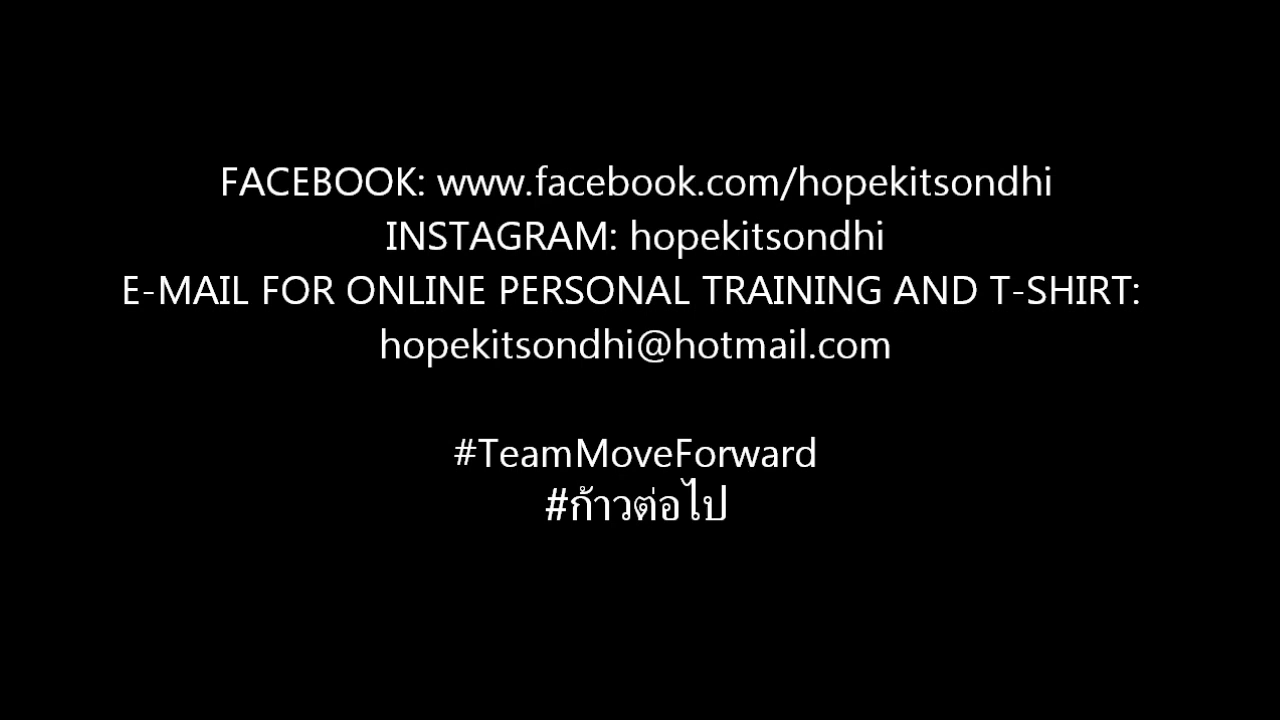 FACEBOOK: www.facebook.com/hopekitsondhi
INSTAGRAM: hopekitsondhi
E-MAIL FOR ONLINE PERSONAL TRAINING AND T-SHIRT:
hopekitsondhi@hotmail.com
#TeamMoveForward
#ก้าวต่อไป